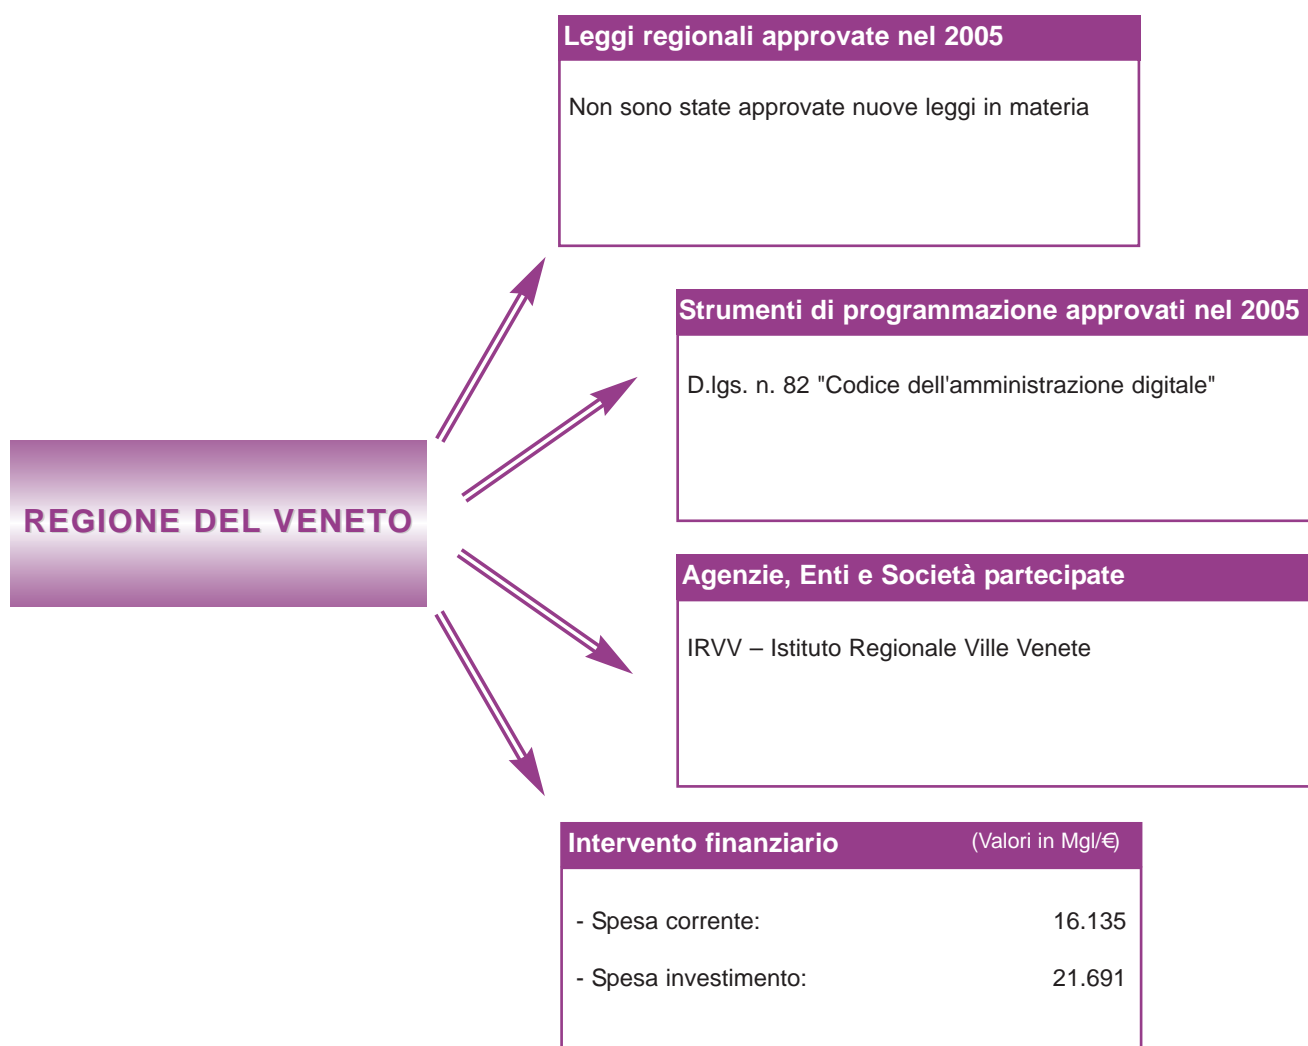 Leggi regionali approvate nel 2005
Non sono state approvate nuove leggi in materia
Strumenti di programmazione approvati nel 2005
D.lgs. n. 82 "Codice dell'amministrazione digitale"
REGIONE DEL VENETO
Agenzie, Enti e Società partecipate
IRVV – Istituto Regionale Ville Venete
Intervento finanziario (Valori in Mgl/€)
- Spesa corrente: 16.135
- Spesa investimento: 21.691